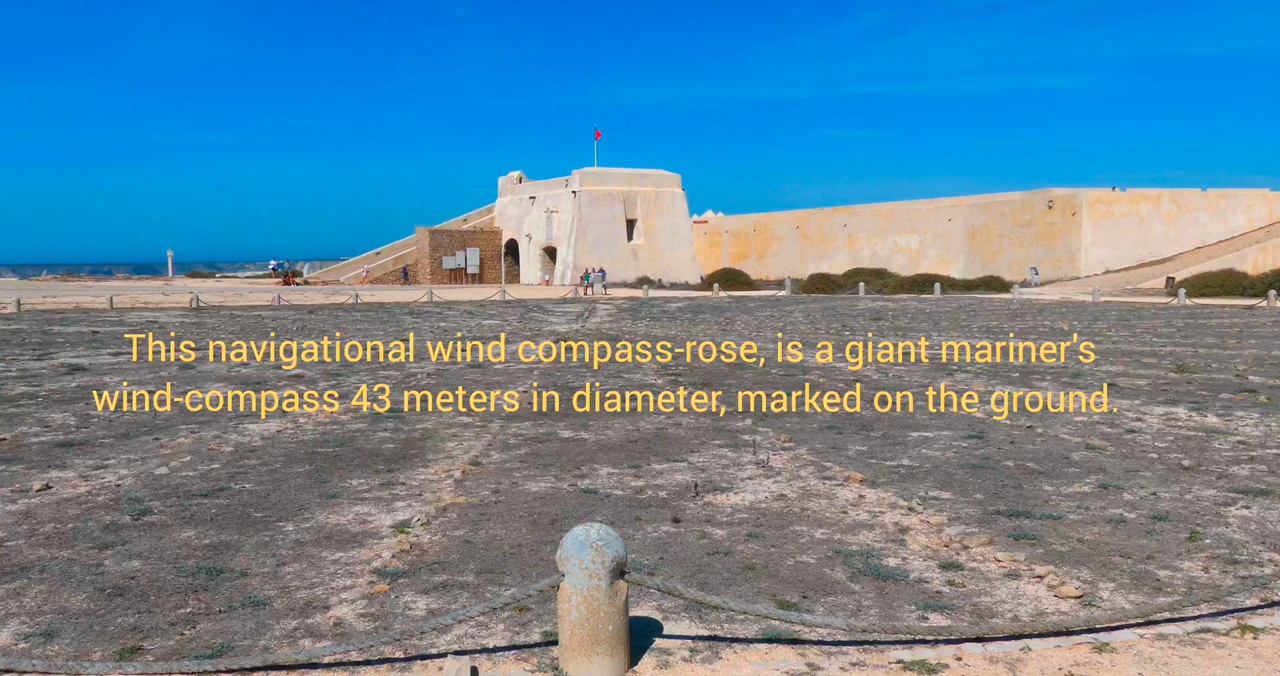 This navigational wind compass-rose, is a giant mariner's
wind-compass 43 meters in diameter, marked on the ground.